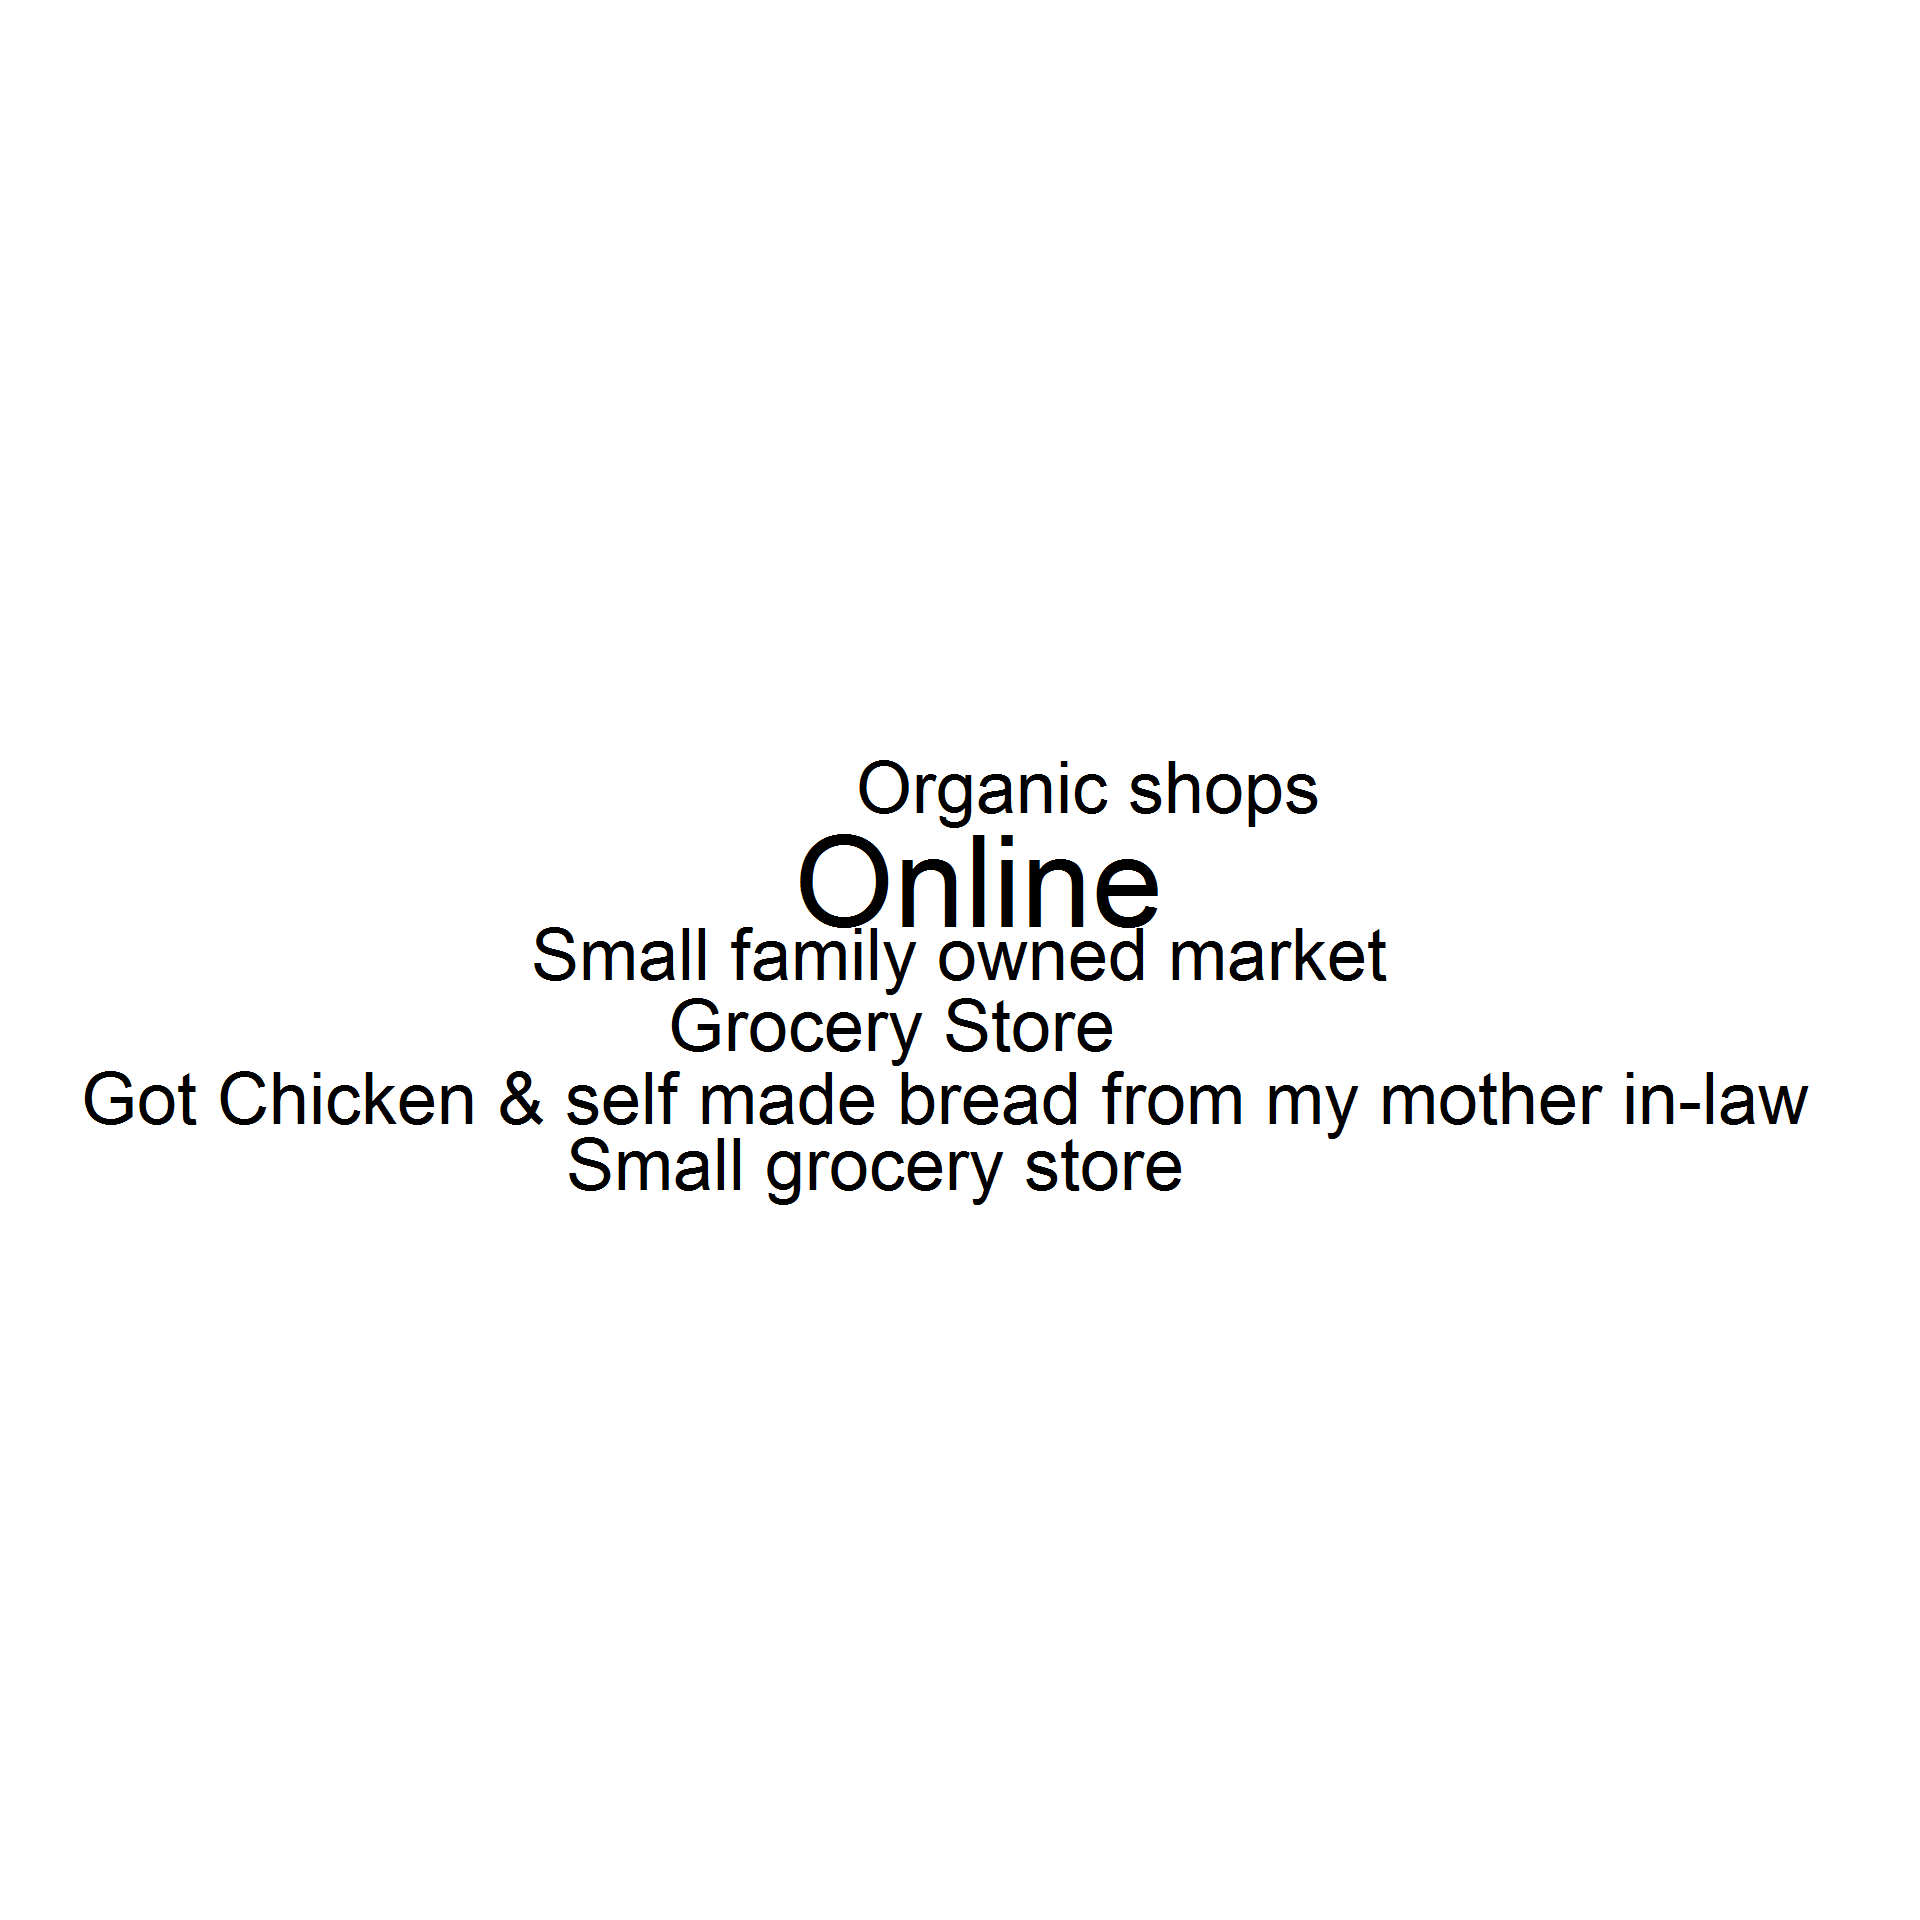 Organic shops
Online
Small family owned market
Grocery Store
Got Chicken & self made bread from my mother in-law
Small grocery store